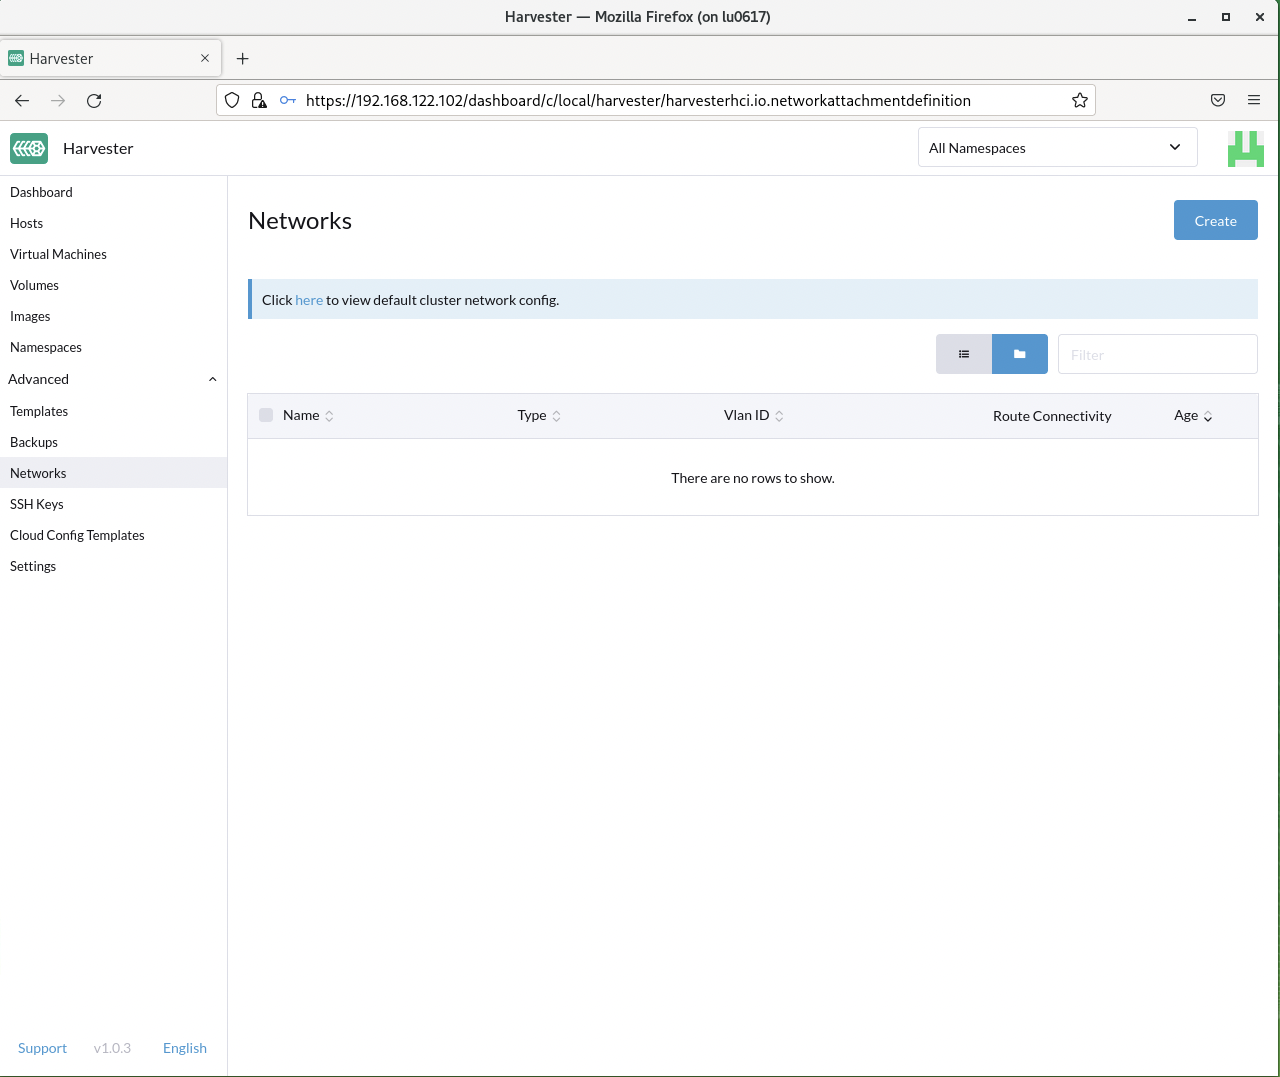 Harvester — Mozilla Firefox (on lu0617)
Harvester
https://192.168.122.102/dashboard/c/local/harvester/harvesterhci.io.networkattachmentdefinition
Harvester
All Namespaces
Dashboard
Hosts
Virtual Machines
Volumes
Images
Namespaces
Advanced
Templates
Backups
Networks
SSH Keys
Cloud Config Templates
Settings
Support v1.0.3 English
Networks
Create
Click here to view default cluster network config.
Filter
Name Type Vlan ID Route Connectivity Age
There are no rows to show.